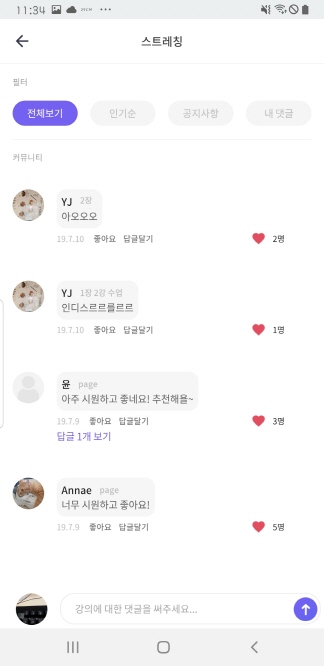 11:34
스트레칭
필터
전체보기 인기순 공지사항 내 댓글
커뮤니티
YJ 2장
아오오오
19.7.10 좋아요 답글달기 2명
YJ 1장 2강 수업
인디스르르를르르
19.7.10 좋아요 답글달기 1명
윤 page
아주 시원하고 좋네요! 추천해욜~
19.7.9 좋아요 답글달기 3명
답글 1개 보기
Annae page
너무 시원하고 좋아요!
19.7.9 좋아요 답글달기 5명
강의에 대한 댓글을 써주세요...